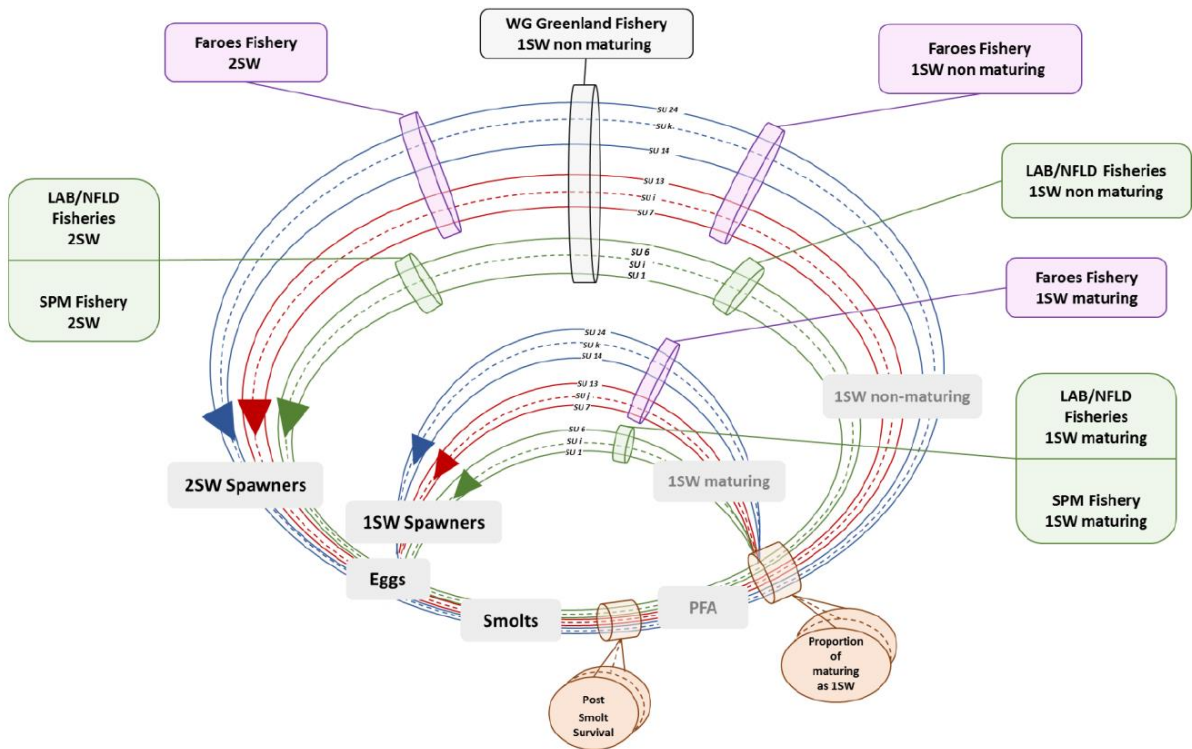 WG Greenland Fishery
1SW non maturing
Faroes Fishery
2SW
Faroes Fishery
1SW non maturing
SU 24
SU k
SU 14
SU 13
SU i
SU 7
SU 6
SU i
SU 1
LAB/NFLD Fisheries
1SW non maturing
LAB/NFLD
Fisheries
2SW
SPM Fishery
2SW
Faroes Fishery
1SW maturing
SU 24
SU k
SU 14
SU 13
SU j
SU 7
SU 6
SU i
SU 1
1SW non-maturing
LAB/NFLD
Fisheries
1SW maturing
SPM Fishery
1SW maturing
2SW Spawners
1SW maturing
1SW Spawners
Eggs
Smolts
PFA
Proportion
of
maturing
as 1SW
Post
Smolt
Survival